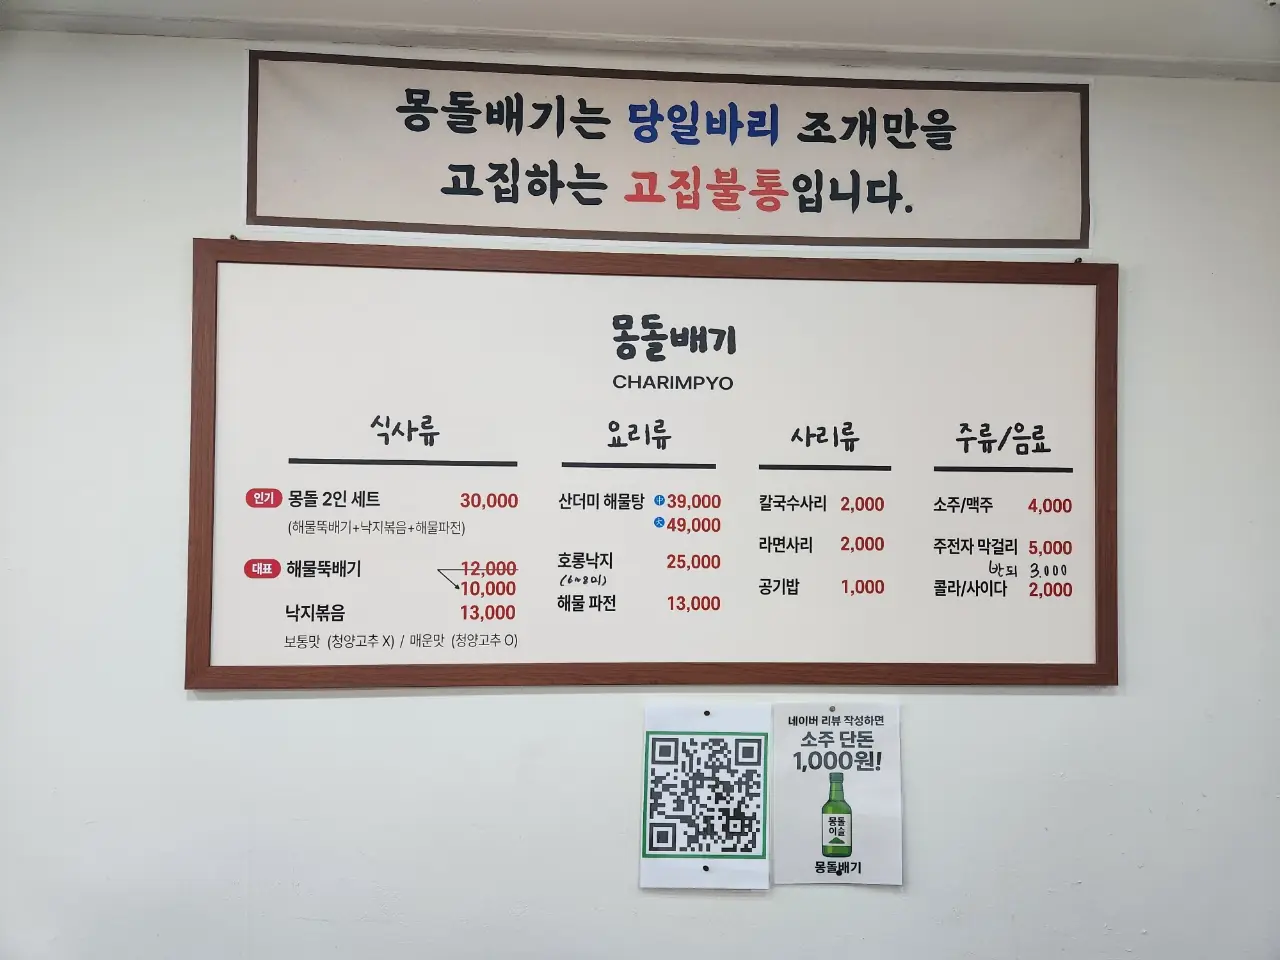 몽돌배기는 당일바리 조개만을
고집하는 고집불통입니다.
몽돌배기
CHARIMPYO
식사류
인기 몽돌 2인 세트 30,000
(해물뚝배기+낙지볶음+해물파전)
대표 해물뚝배기 12,000
10,000
낙지볶음 13,000
보통맛 (청양고추 X) / 매운맛 (청양고추 O)
요리류
산더미 해물탕 中 39,000
大 49,000
호롱낙지 25,000
(6~8미)
해물 파전 13,000
사리류
칼국수사리 2,000
라면사리 2,000
공기밥 1,000
주류/음료
소주/맥주 4,000
주전자 막걸리 5,000
반되 3.000
콜라/사이다 2,000
네이버 리뷰 작성하면
소주 단돈
1,000원!
몽돌
이슬
몽돌배기